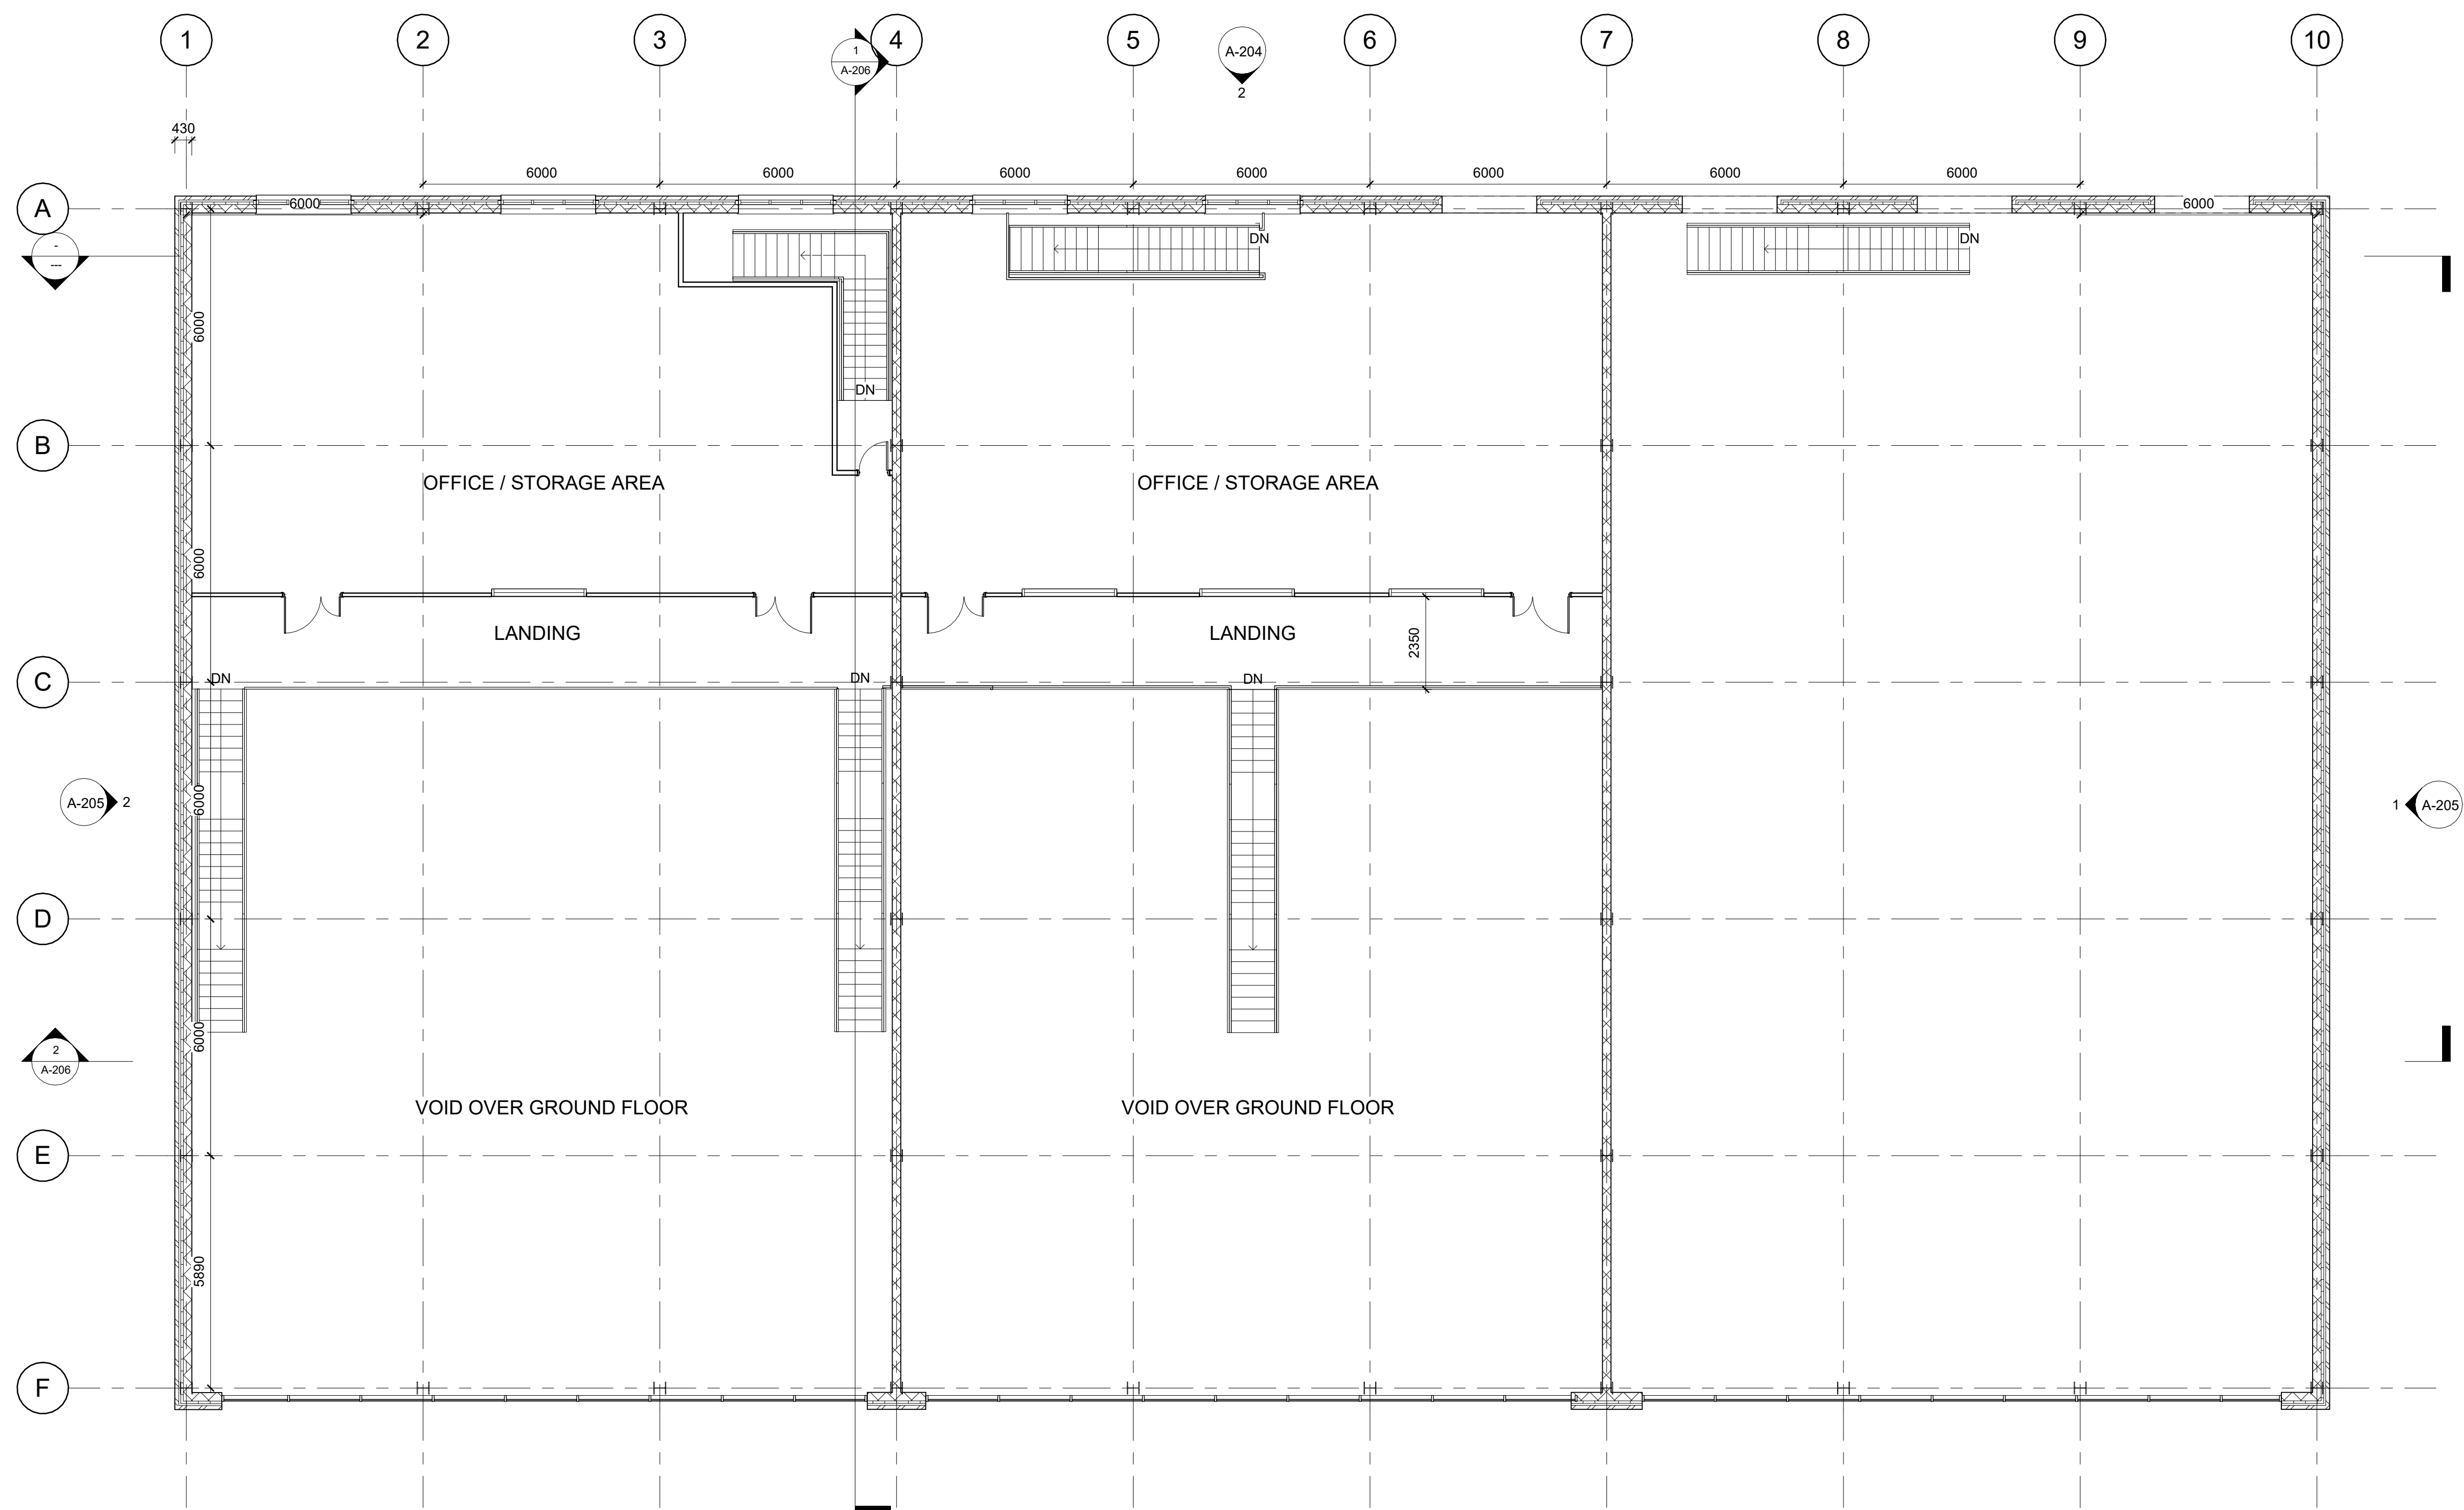 1
2
3
1
A-206
4
5
A-204
2
6
7
8
9
10
430
6000
6000
6000
6000
6000
6000
6000
A
6000
6000
-
---
DN
DN
6000
DN
B
OFFICE / STORAGE AREA
OFFICE / STORAGE AREA
6000
LANDING
LANDING
2350
C
DN
DN
DN
A-205
2
6000
1
A-205
D
6000
2
A-206
VOID OVER GROUND FLOOR
VOID OVER GROUND FLOOR
E
5890
F